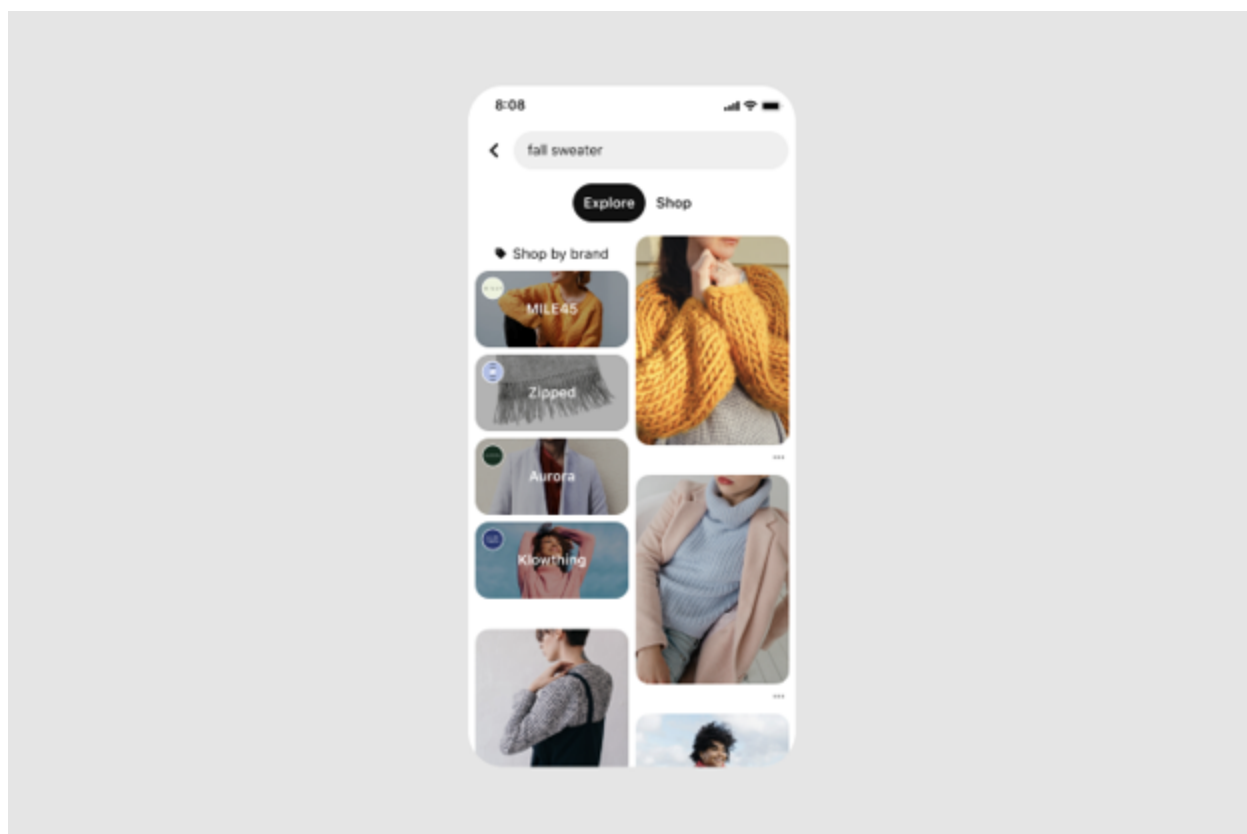 8:08
fall sweater
Explore Shop
Shop by brand
MILE45
Zipped
Aurora
Klowthing